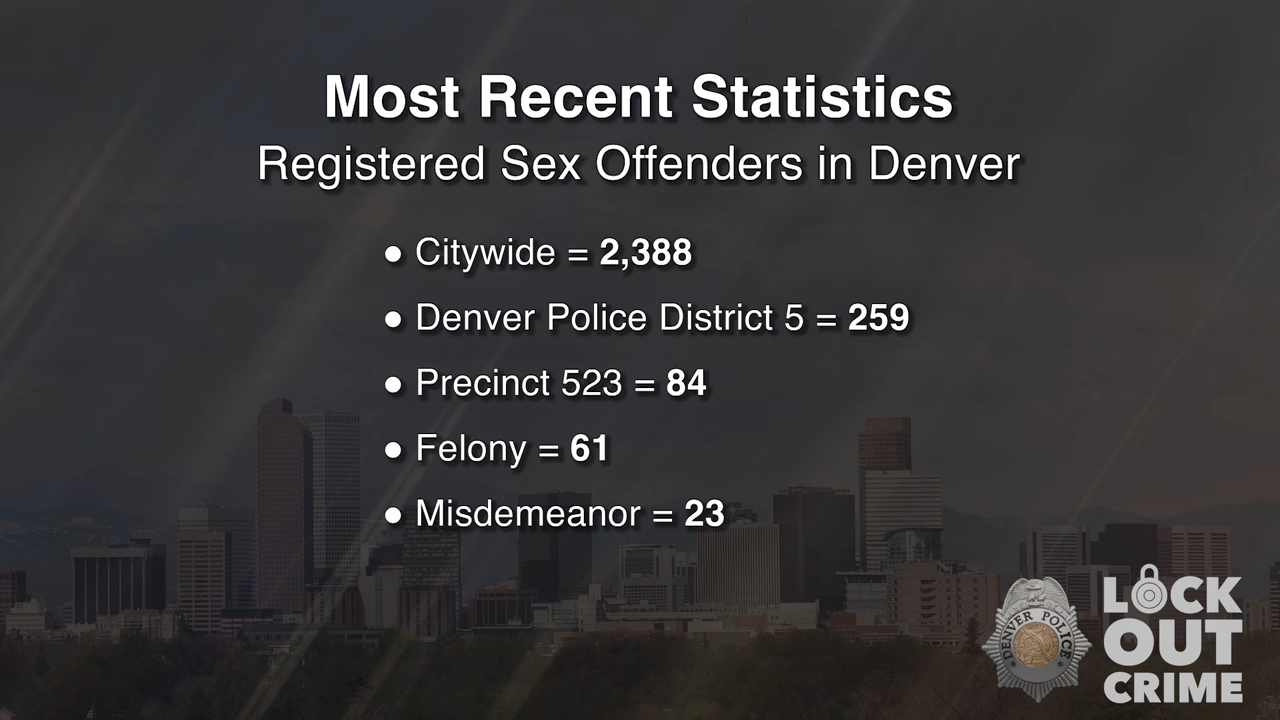 Most Recent Statistics
Registered Sex Offenders in Denver
● Citywide = 2,388
● Denver Police District 5 = 259
● Precinct 523 = 84
● Felony = 61
● Misdemeanor = 23
DENVER POLICE
LOCK
OUT
CRIME